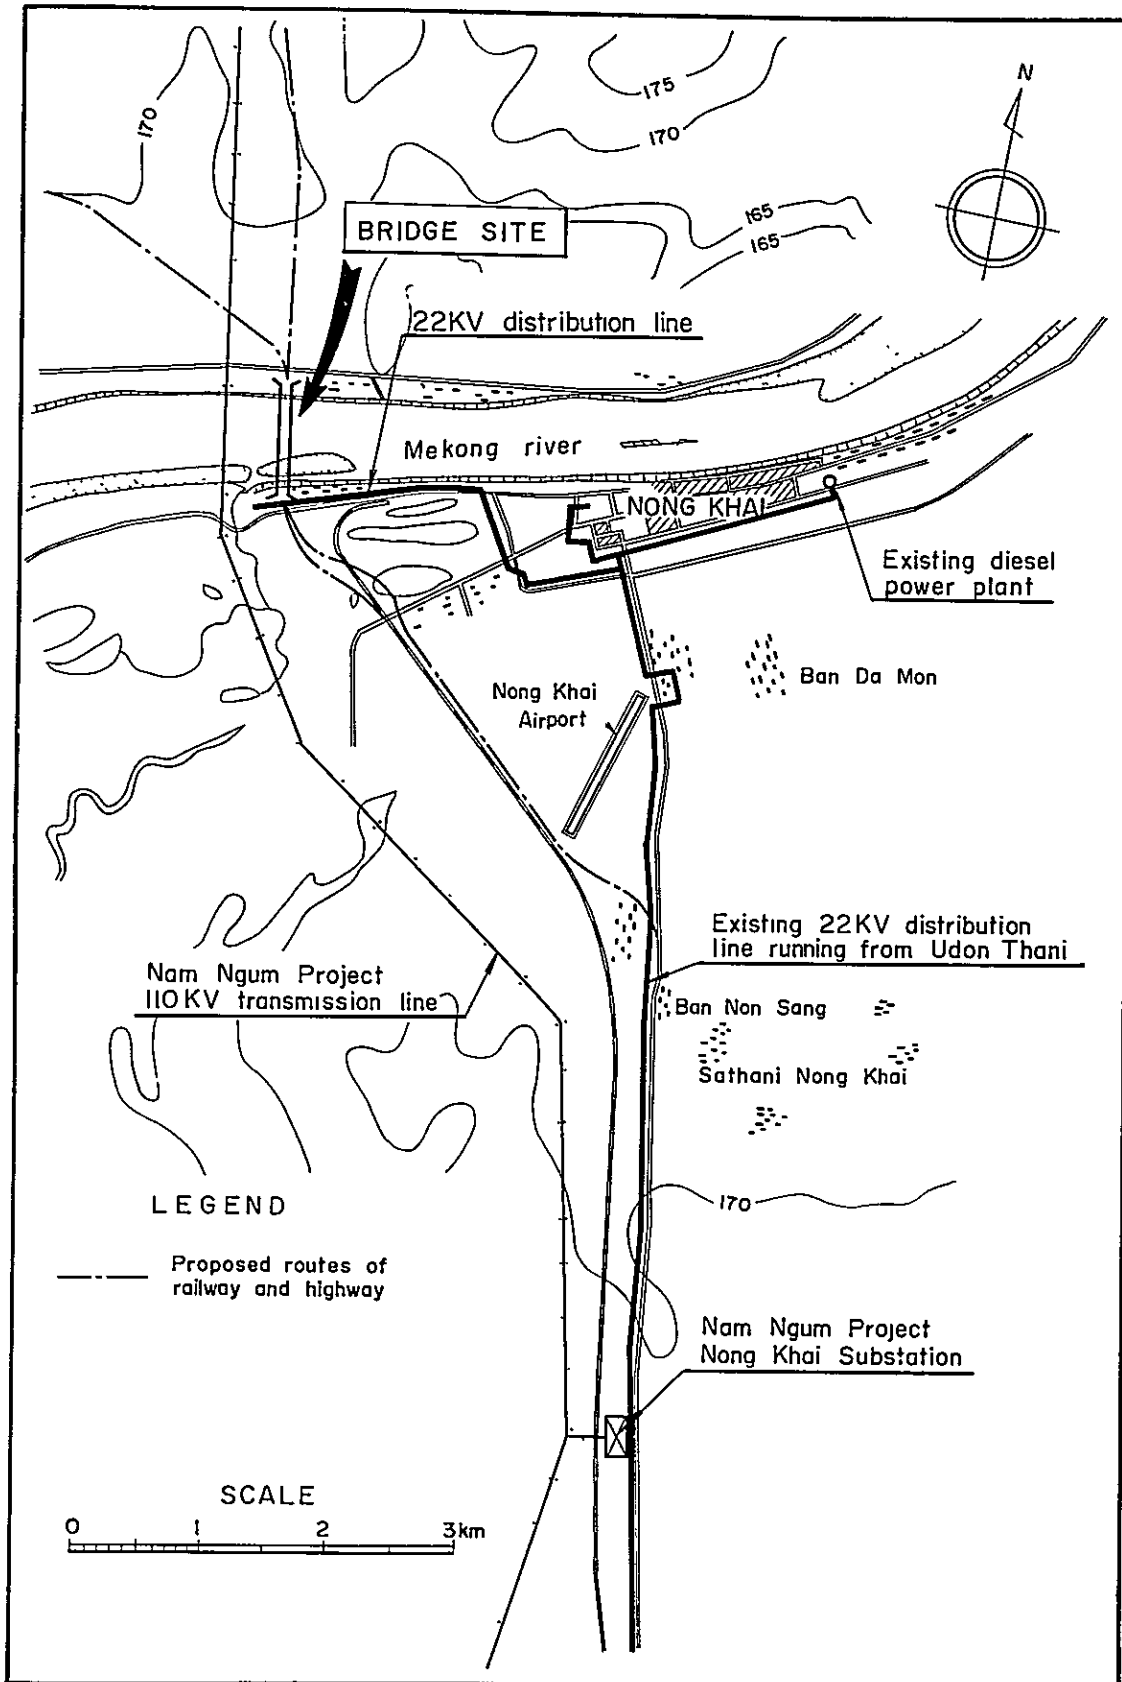 N
175
170
170
165
165
BRIDGE SITE
22KV distribution line
Mekong river
NONG KHAI
Existing diesel
power plant
Ban Da Mon
Nong Khai
Airport
Existing 22KV distribution
line running from Udon Thani
Nam Ngum Project
110KV transmission line
Ban Non Sang
Sathani Nong Khai
170
LEGEND
Proposed routes of
railway and highway
Nam Ngum Project
Nong Khai Substation
SCALE
0 1 2 3km